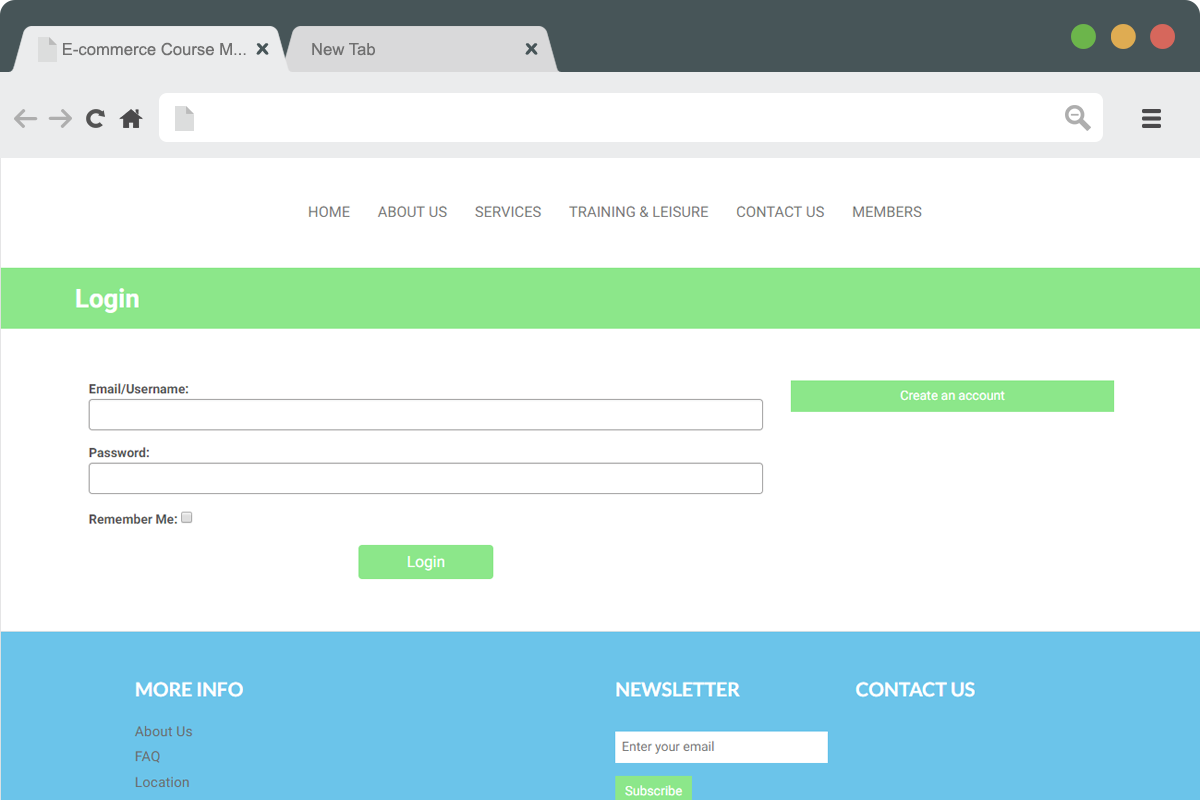 E-commerce Course M...
New Tab
HOME ABOUT US SERVICES TRAINING & LEISURE CONTACT US MEMBERS
Login
Email/Username:
Create an account
Password:
Remember Me:
Login
MORE INFO
About Us
FAQ
Location
NEWSLETTER
Enter your email
Subscribe
CONTACT US